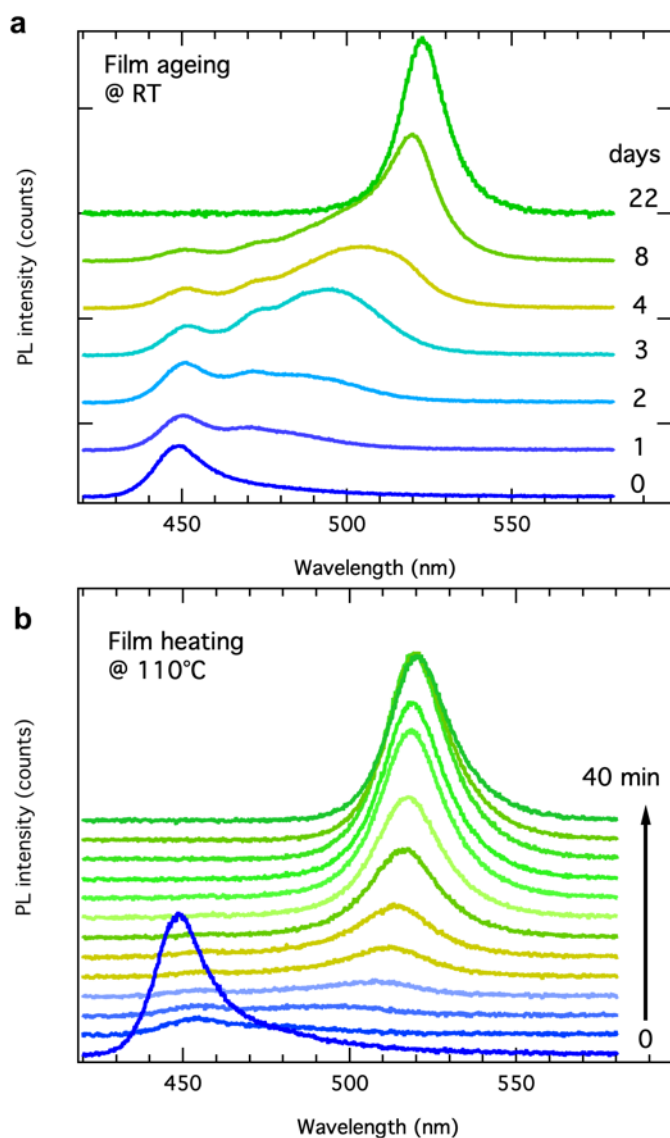 a
Film ageing
@ RT
days
22
8
4
3
2
1
0
PL intensity (counts)
450
500
550
Wavelength (nm)
b
Film heating
@ 110°C
40 min
0
PL intensity (counts)
450
500
550
Wavelength (nm)